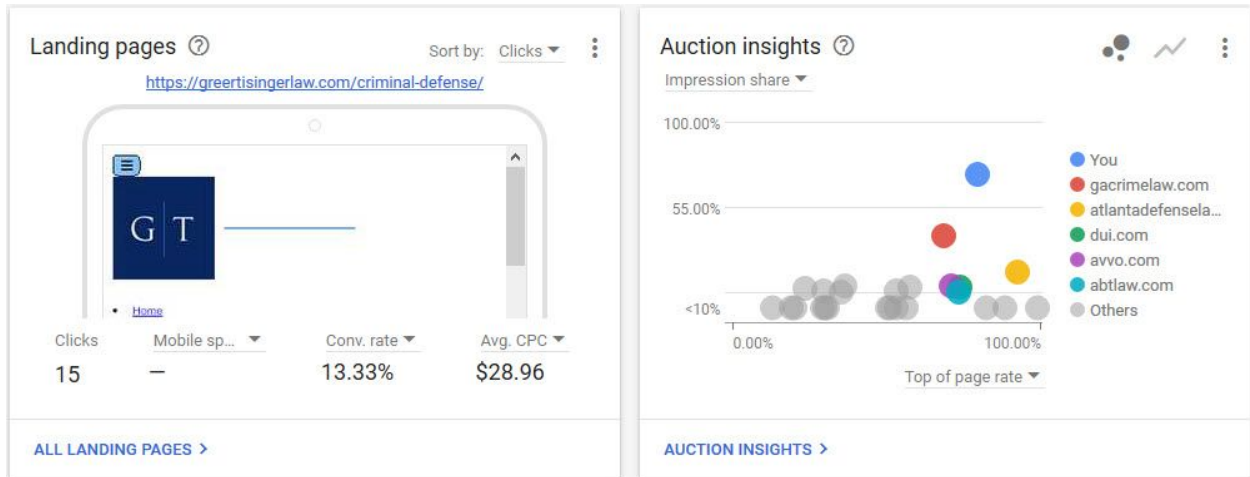 Landing pages
Sort by: Clicks
https://greertisingerlaw.com/criminal-defense/
G T
Home
Clicks Mobile sp... Conv. rate Avg. CPC
15 — 13.33% $28.96
ALL LANDING PAGES
Auction insights
Impression share
100.00%
55.00%
<10%
0.00% 100.00%
Top of page rate
You
gacrimelaw.com
atlantadefensela...
dui.com
avvo.com
abtlaw.com
Others
AUCTION INSIGHTS